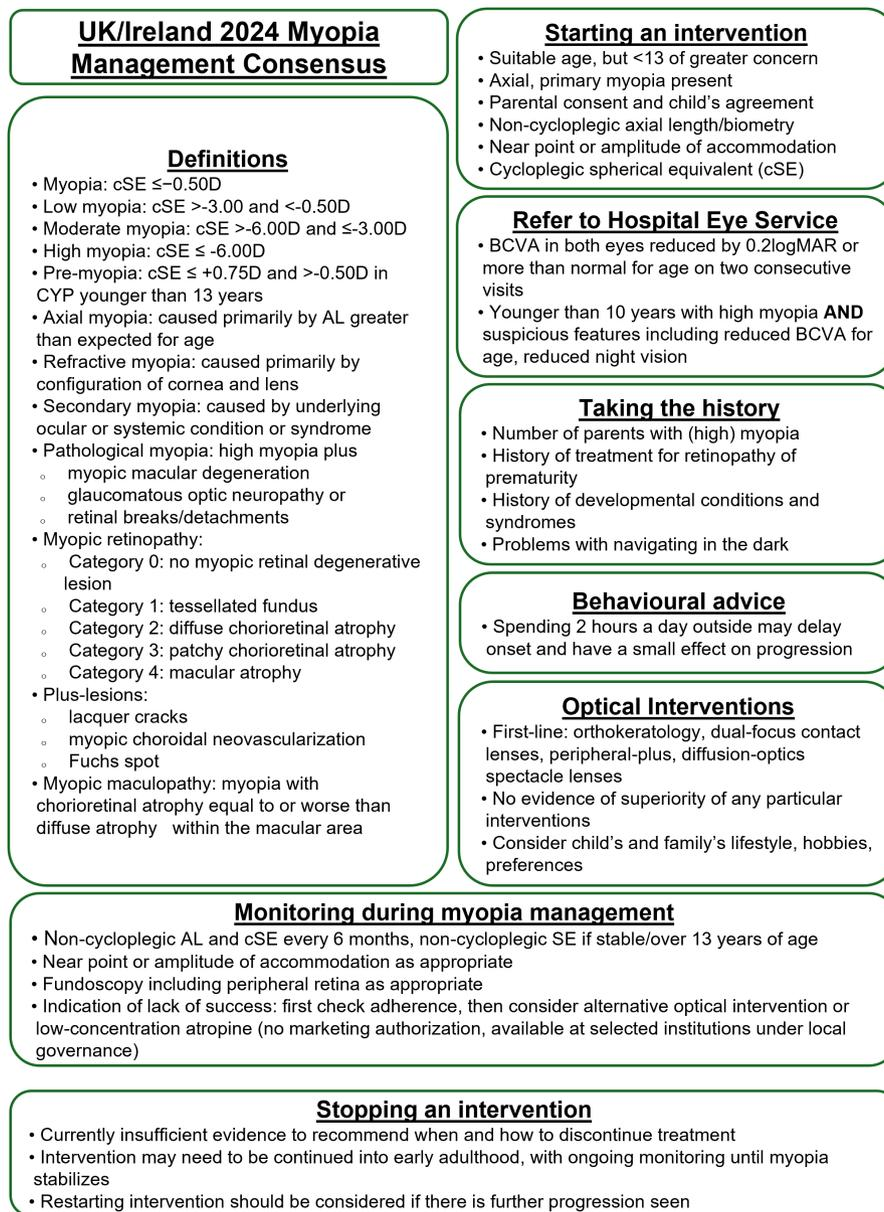 UK/Ireland 2024 Myopia
Management Consensus
Definitions
• Myopia: cSE ≤−0.50D
• Low myopia: cSE >-3.00 and <-0.50D
• Moderate myopia: cSE >-6.00D and ≤-3.00D
• High myopia: cSE ≤ -6.00D
• Pre-myopia: cSE ≤ +0.75D and >-0.50D in
CYP younger than 13 years
• Axial myopia: caused primarily by AL greater
than expected for age
• Refractive myopia: caused primarily by
configuration of cornea and lens
• Secondary myopia: caused by underlying
ocular or systemic condition or syndrome
• Pathological myopia: high myopia plus
○ myopic macular degeneration
○ glaucomatous optic neuropathy or
○ retinal breaks/detachments
• Myopic retinopathy:
○ Category 0: no myopic retinal degenerative
lesion
○ Category 1: tessellated fundus
○ Category 2: diffuse chorioretinal atrophy
○ Category 3: patchy chorioretinal atrophy
○ Category 4: macular atrophy
• Plus-lesions:
○ lacquer cracks
○ myopic choroidal neovascularization
○ Fuchs spot
• Myopic maculopathy: myopia with
chorioretinal atrophy equal to or worse than
diffuse atrophy within the macular area
Starting an intervention
• Suitable age, but <13 of greater concern
• Axial, primary myopia present
• Parental consent and child’s agreement
• Non-cycloplegic axial length/biometry
• Near point or amplitude of accommodation
• Cycloplegic spherical equivalent (cSE)
Refer to Hospital Eye Service
• BCVA in both eyes reduced by 0.2logMAR or
more than normal for age on two consecutive
visits
• Younger than 10 years with high myopia AND
suspicious features including reduced BCVA for
age, reduced night vision
Taking the history
• Number of parents with (high) myopia
• History of treatment for retinopathy of
prematurity
• History of developmental conditions and
syndromes
• Problems with navigating in the dark
Behavioural advice
• Spending 2 hours a day outside may delay
onset and have a small effect on progression
Optical Interventions
• First-line: orthokeratology, dual-focus contact
lenses, peripheral-plus, diffusion-optics
spectacle lenses
• No evidence of superiority of any particular
interventions
• Consider child’s and family’s lifestyle, hobbies,
preferences
Monitoring during myopia management
• Non-cycloplegic AL and cSE every 6 months, non-cycloplegic SE if stable/over 13 years of age
• Near point or amplitude of accommodation as appropriate
• Fundoscopy including peripheral retina as appropriate
• Indication of lack of success: first check adherence, then consider alternative optical intervention or
low-concentration atropine (no marketing authorization, available at selected institutions under local
governance)
Stopping an intervention
• Currently insufficient evidence to recommend when and how to discontinue treatment
• Intervention may need to be continued into early adulthood, with ongoing monitoring until myopia
stabilizes
• Restarting intervention should be considered if there is further progression seen